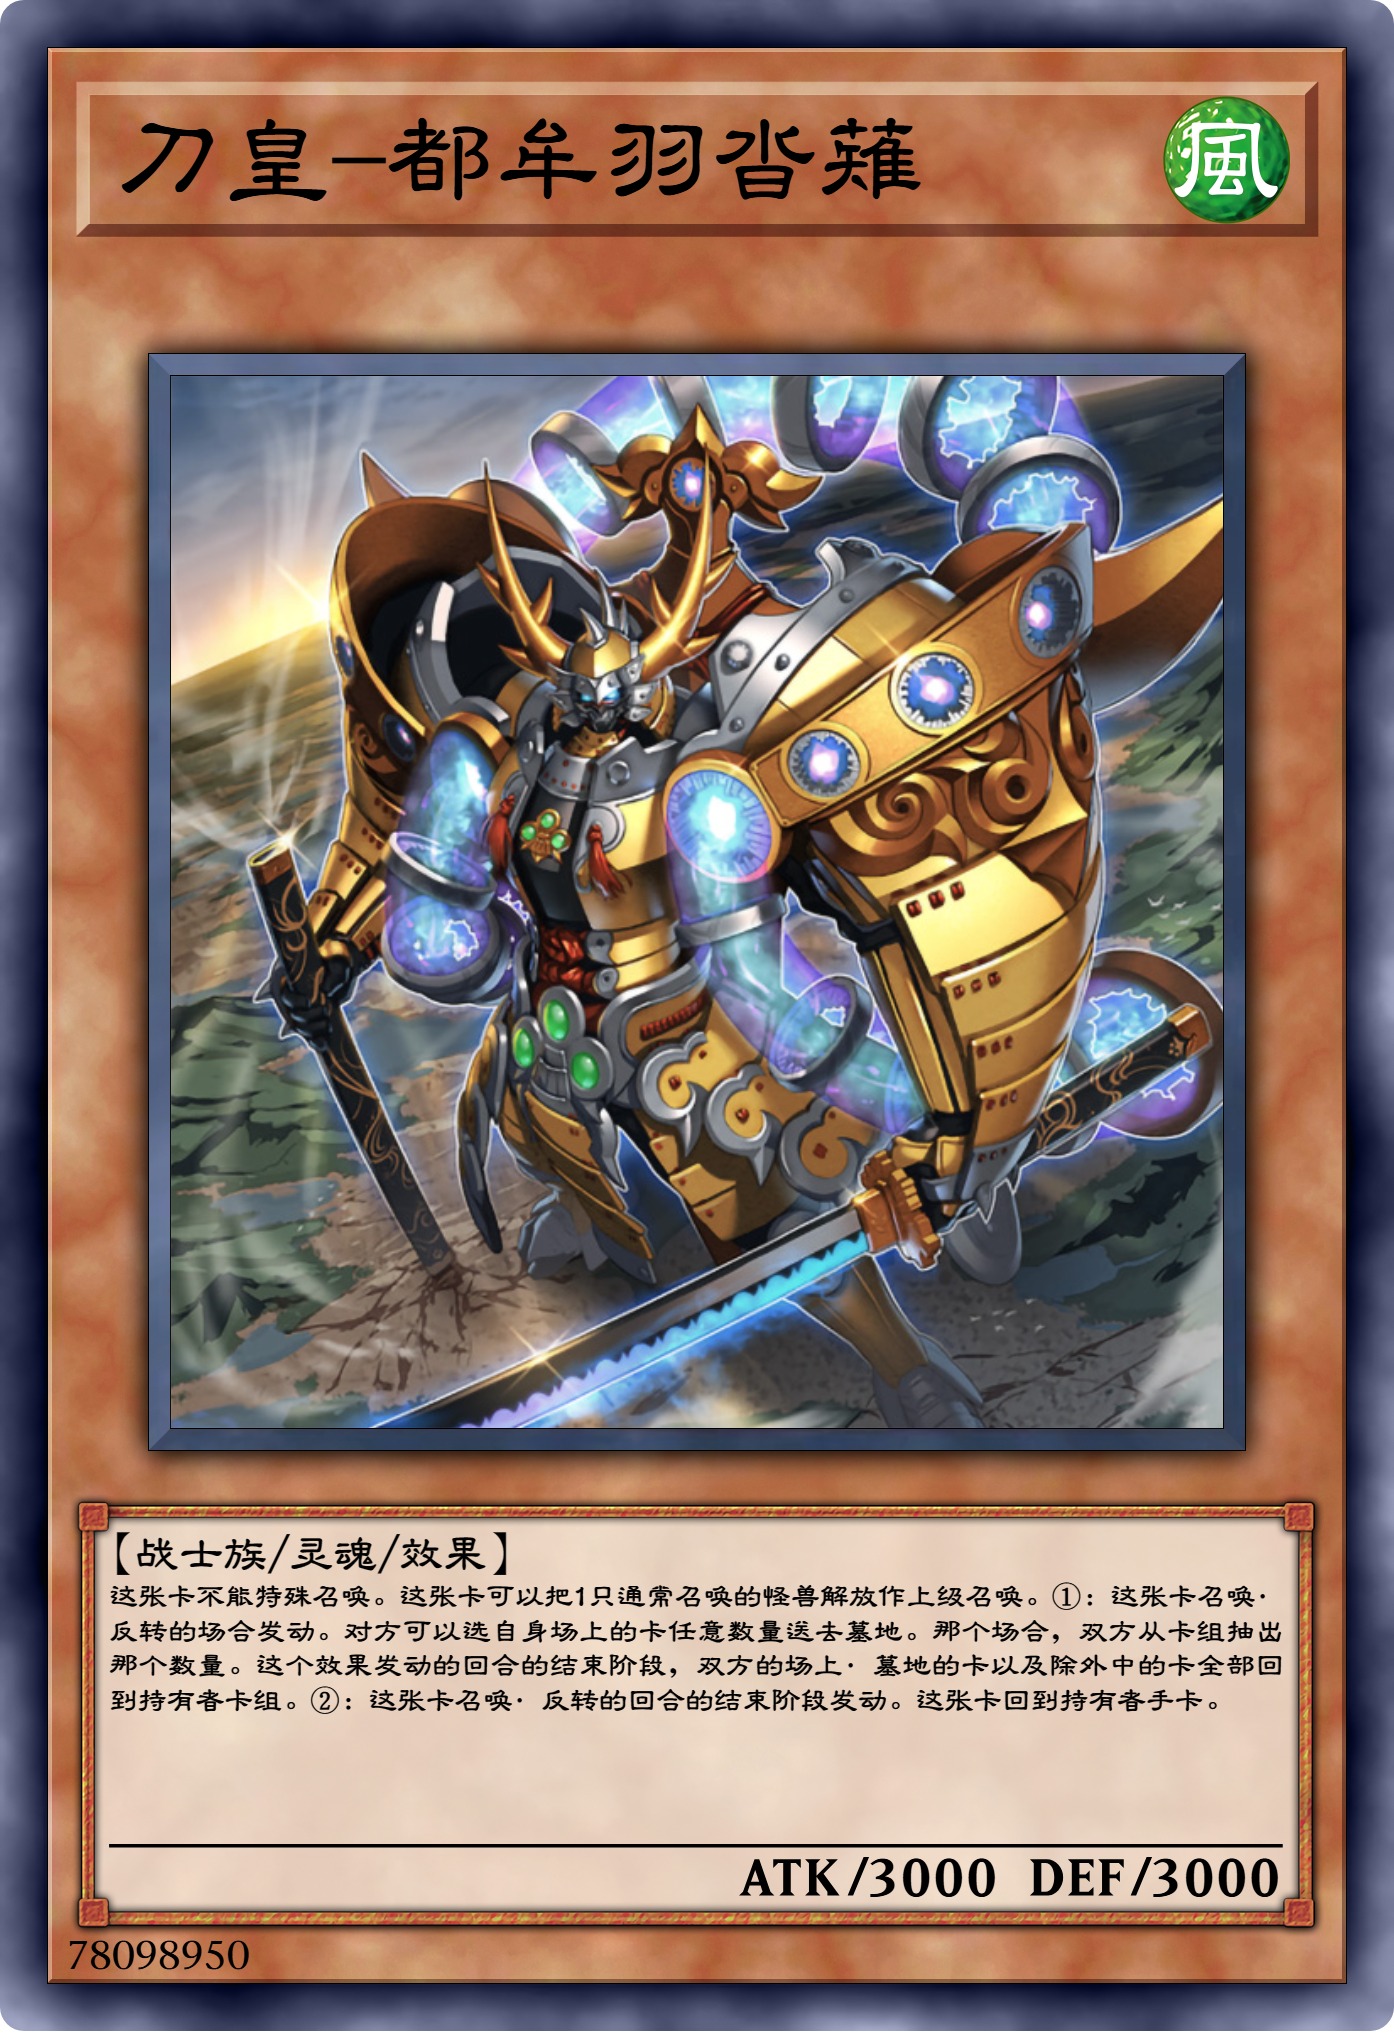 刀皇-都牟羽沓薙
風
【战士族/灵魂/效果】
这张卡不能特殊召唤。这张卡可以把1只通常召唤的怪兽解放作上级召唤。①：这张卡召唤·
反转的场合发动。对方可以选自身场上的卡任意数量送去墓地。那个场合，双方从卡组抽出
那个数量。这个效果发动的回合的结束阶段，双方的场上·墓地的卡以及除外中的卡全部回
到持有者卡组。②：这张卡召唤·反转的回合的结束阶段发动。这张卡回到持有者手卡。
ATK/3000 DEF/3000
78098950